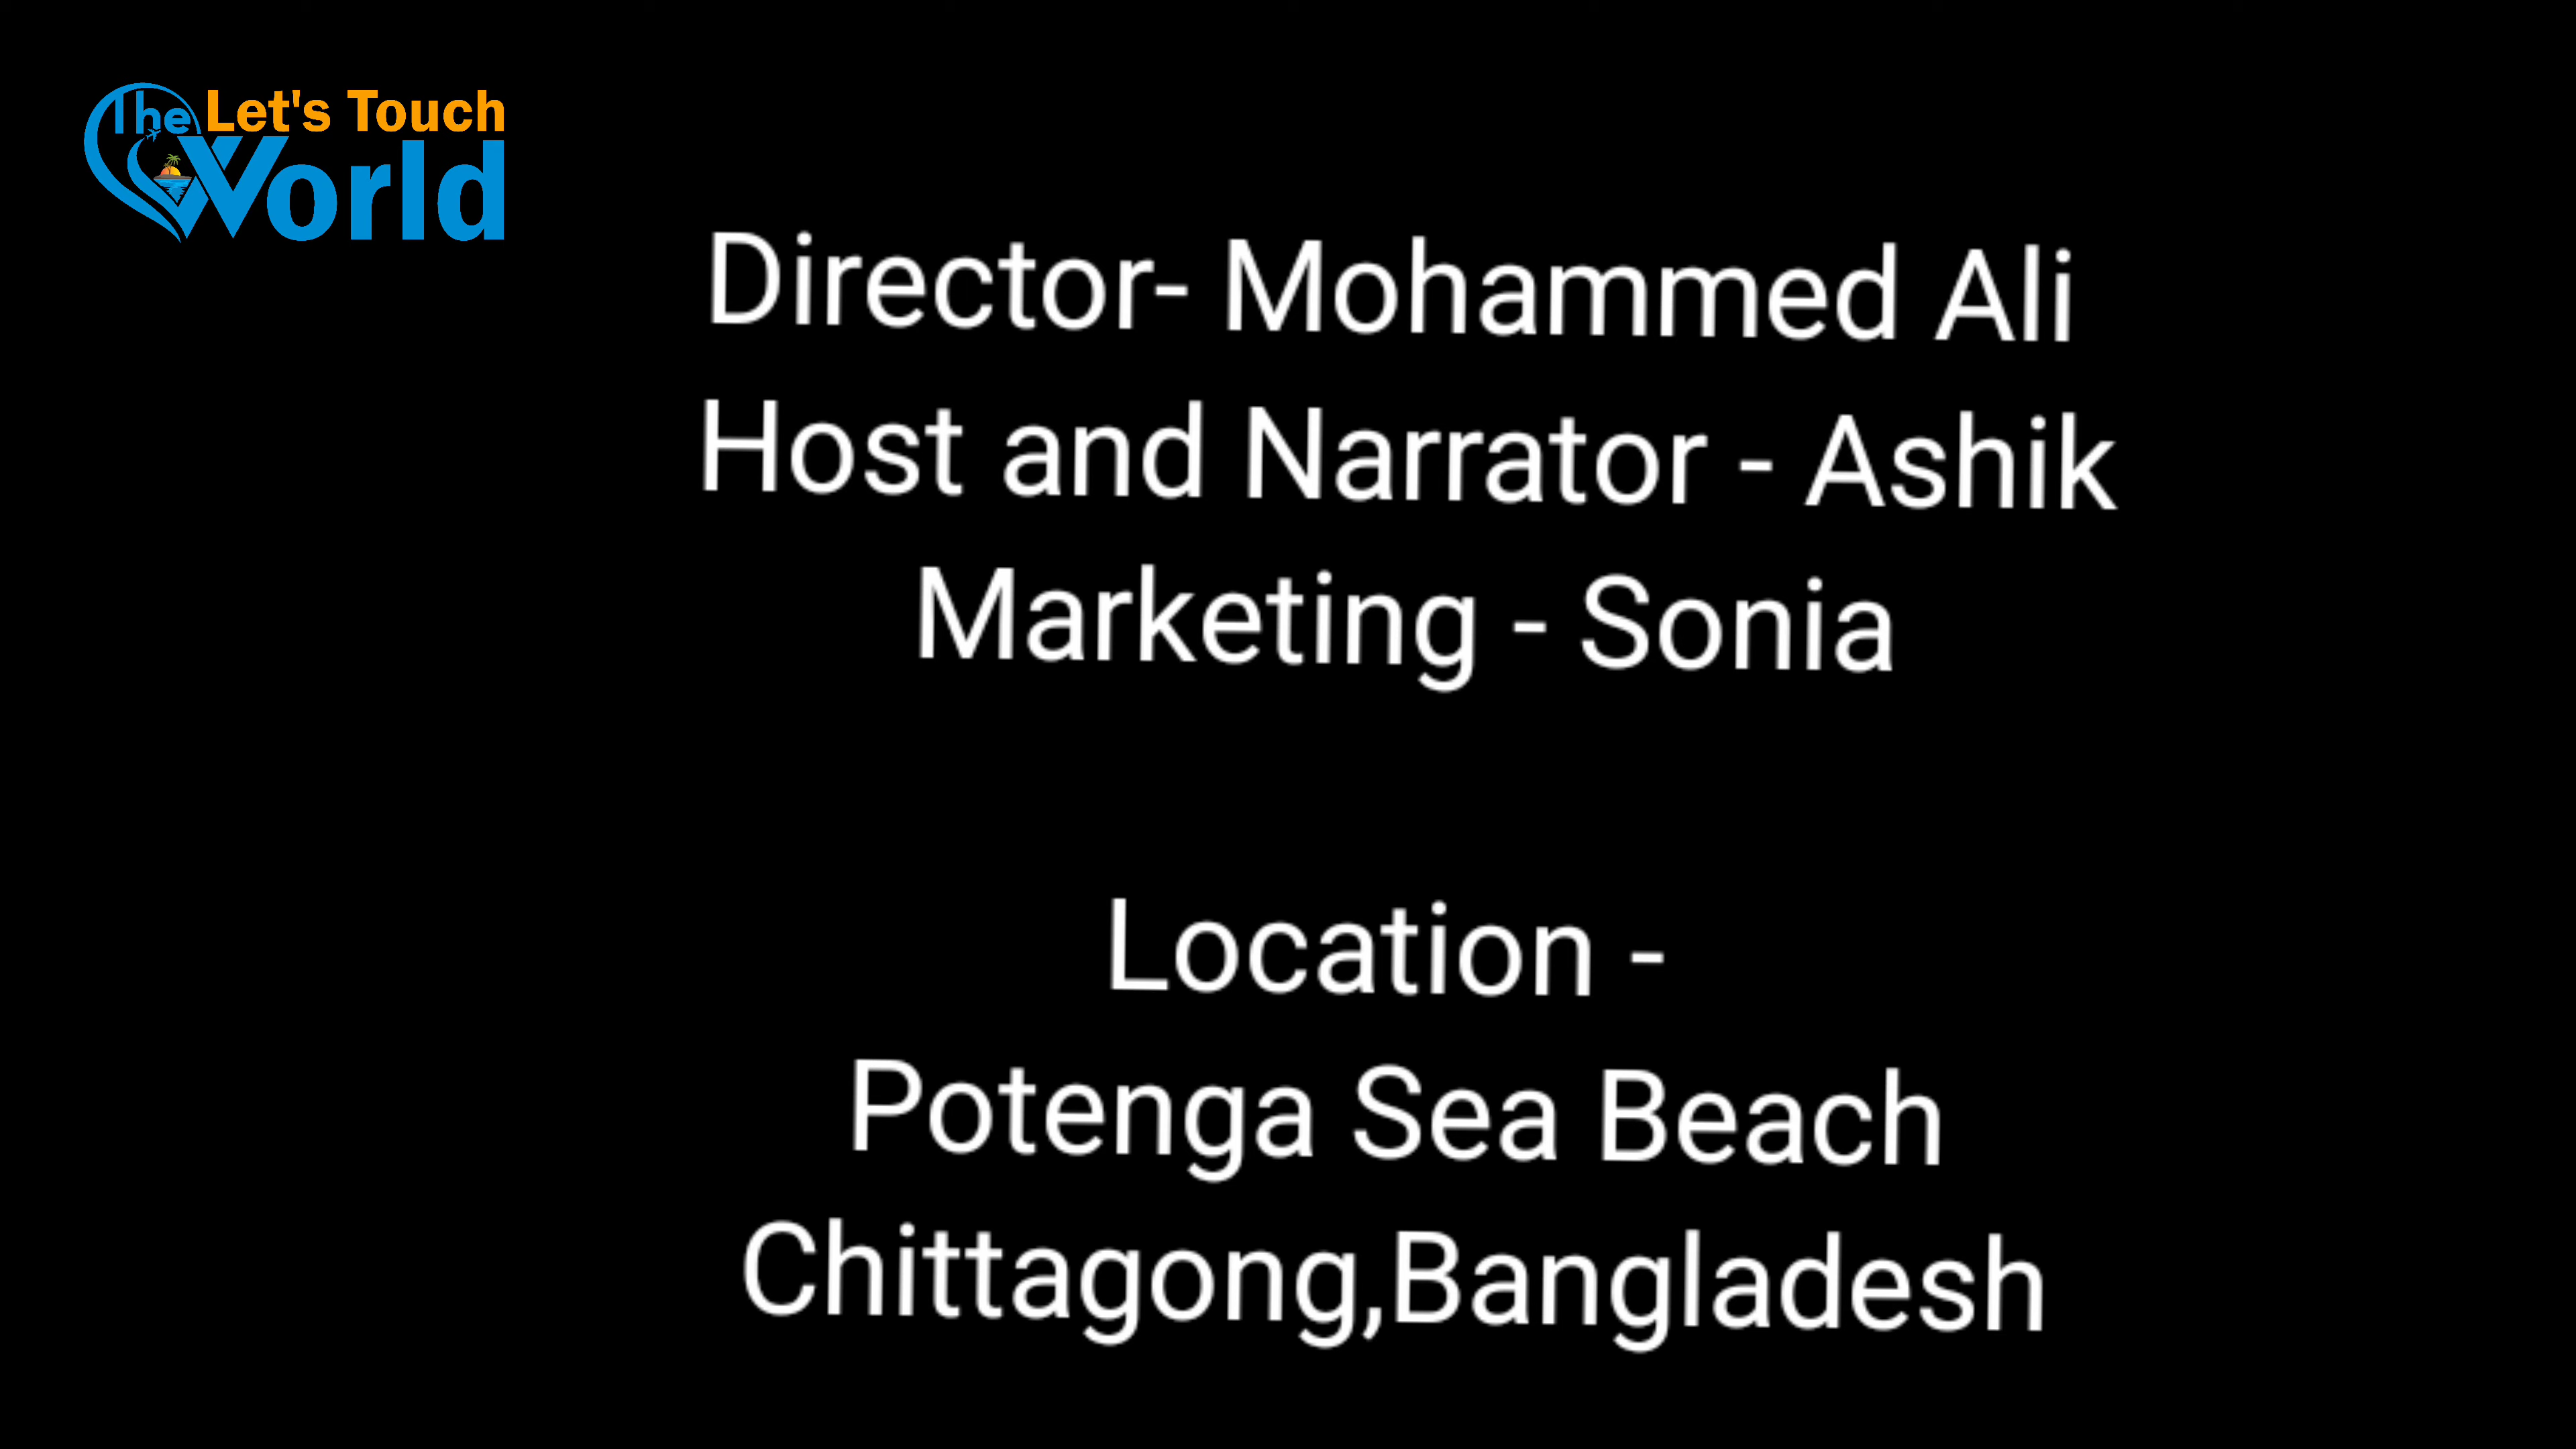 The Let's Touch
World
Director- Mohammed Ali
Host and Narrator - Ashik
Marketing - Sonia
Location -
Potenga Sea Beach
Chittagong,Bangladesh